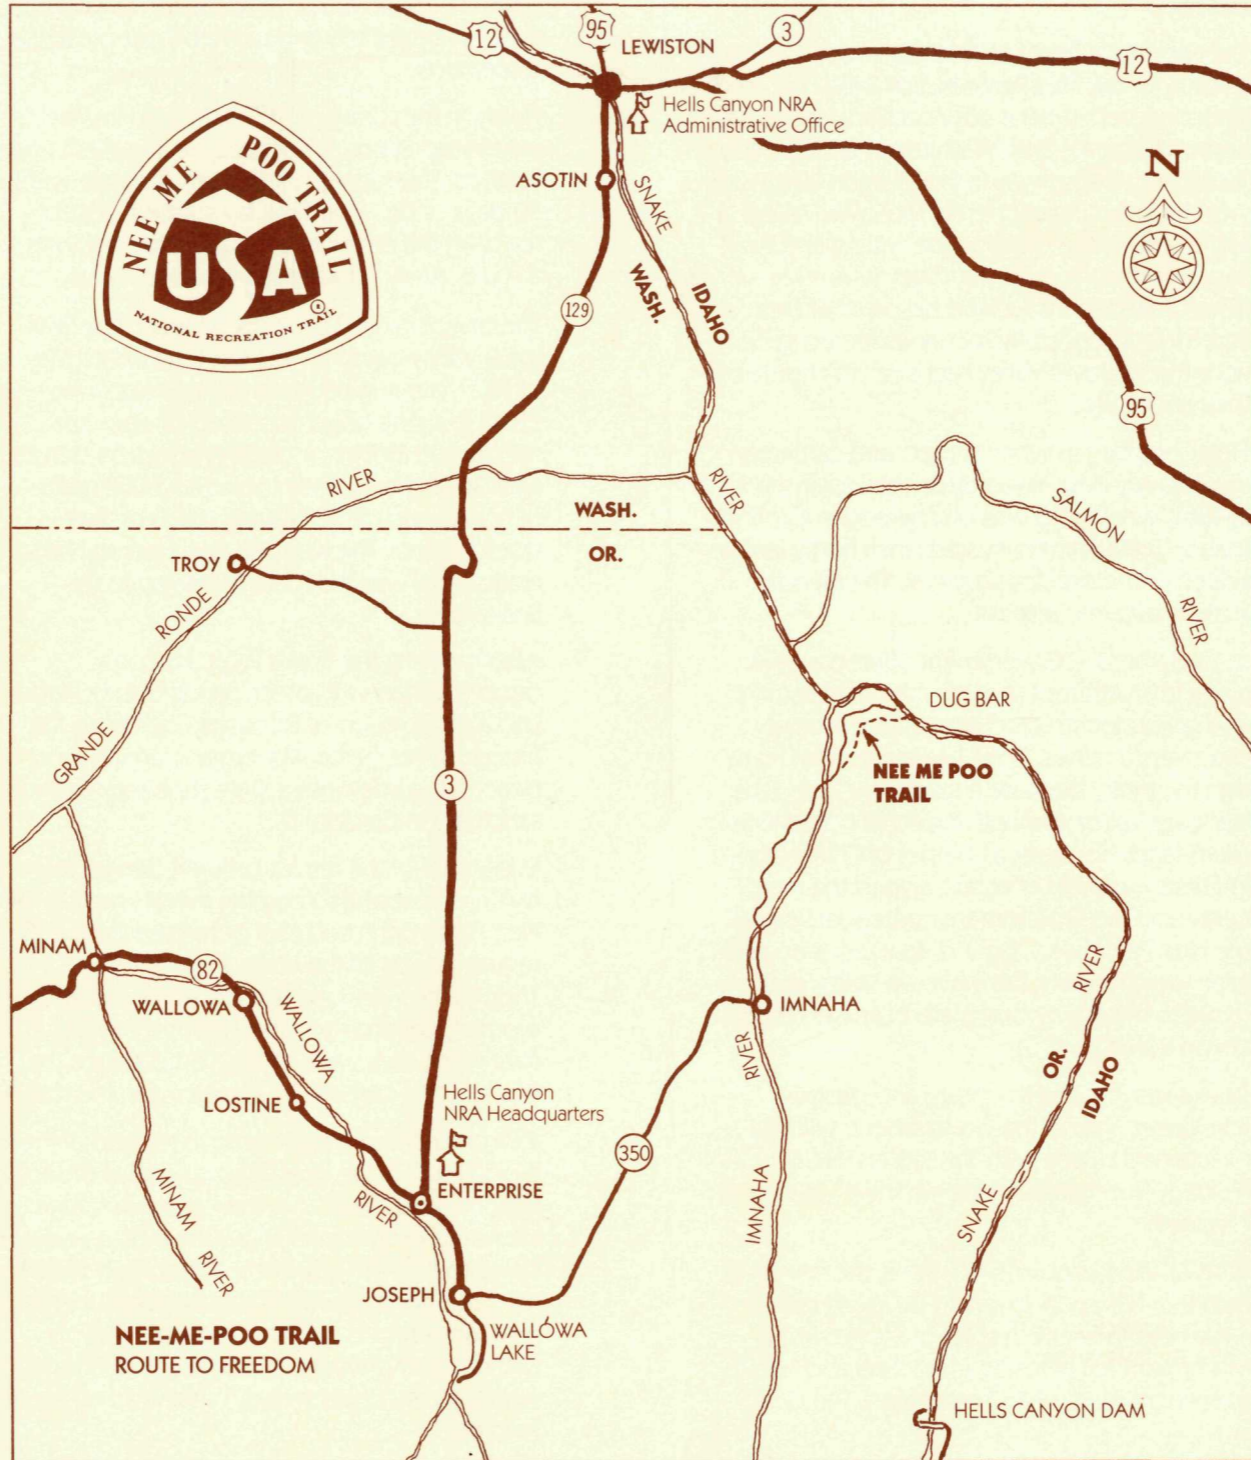 12
95
LEWISTON
3
12
Hells Canyon NRA
Administrative Office
NEE ME POO TRAIL
USA
NATIONAL RECREATION TRAIL
N
ASOTIN
SNAKE
WASH.
IDAHO
129
95
RIVER
RIVER
SALMON
WASH.
OR.
TROY
RONDE
RIVER
GRANDE
DUG BAR
NEE ME POO
TRAIL
3
MINAM
82
WALLOWA
WALLOWA
IMNAHA
RIVER
RIVER
OR.
IDAHO
LOSTINE
Hells Canyon
NRA Headquarters
350
MINAM
RIVER
ENTERPRISE
RIVER
IMNAHA
SNAKE
JOSEPH
WALLOWA
LAKE
NEE-ME-POO TRAIL
ROUTE TO FREEDOM
HELLS CANYON DAM